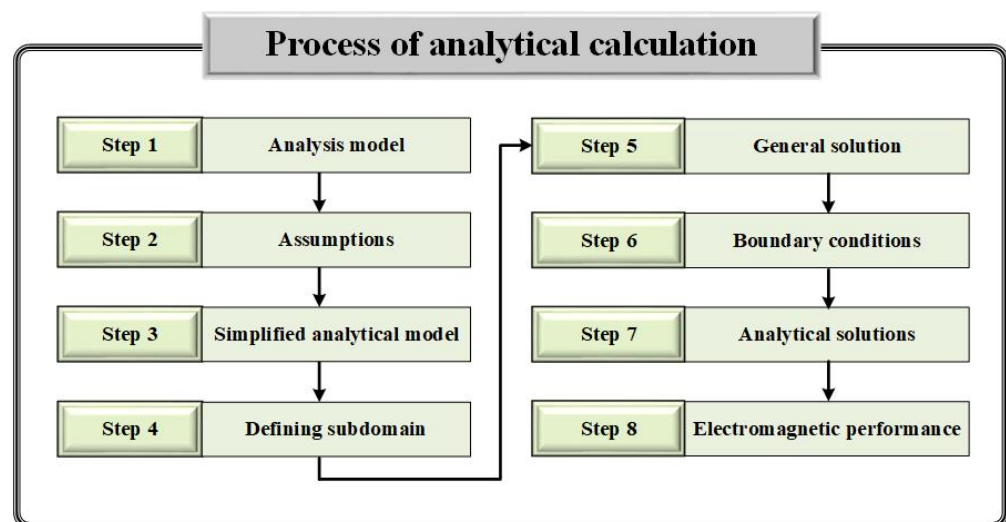 Process of analytical calculation
Step 1 Analysis model
Step 2 Assumptions
Step 3 Simplified analytical model
Step 4 Defining subdomain
Step 5 General solution
Step 6 Boundary conditions
Step 7 Analytical solutions
Step 8 Electromagnetic performance